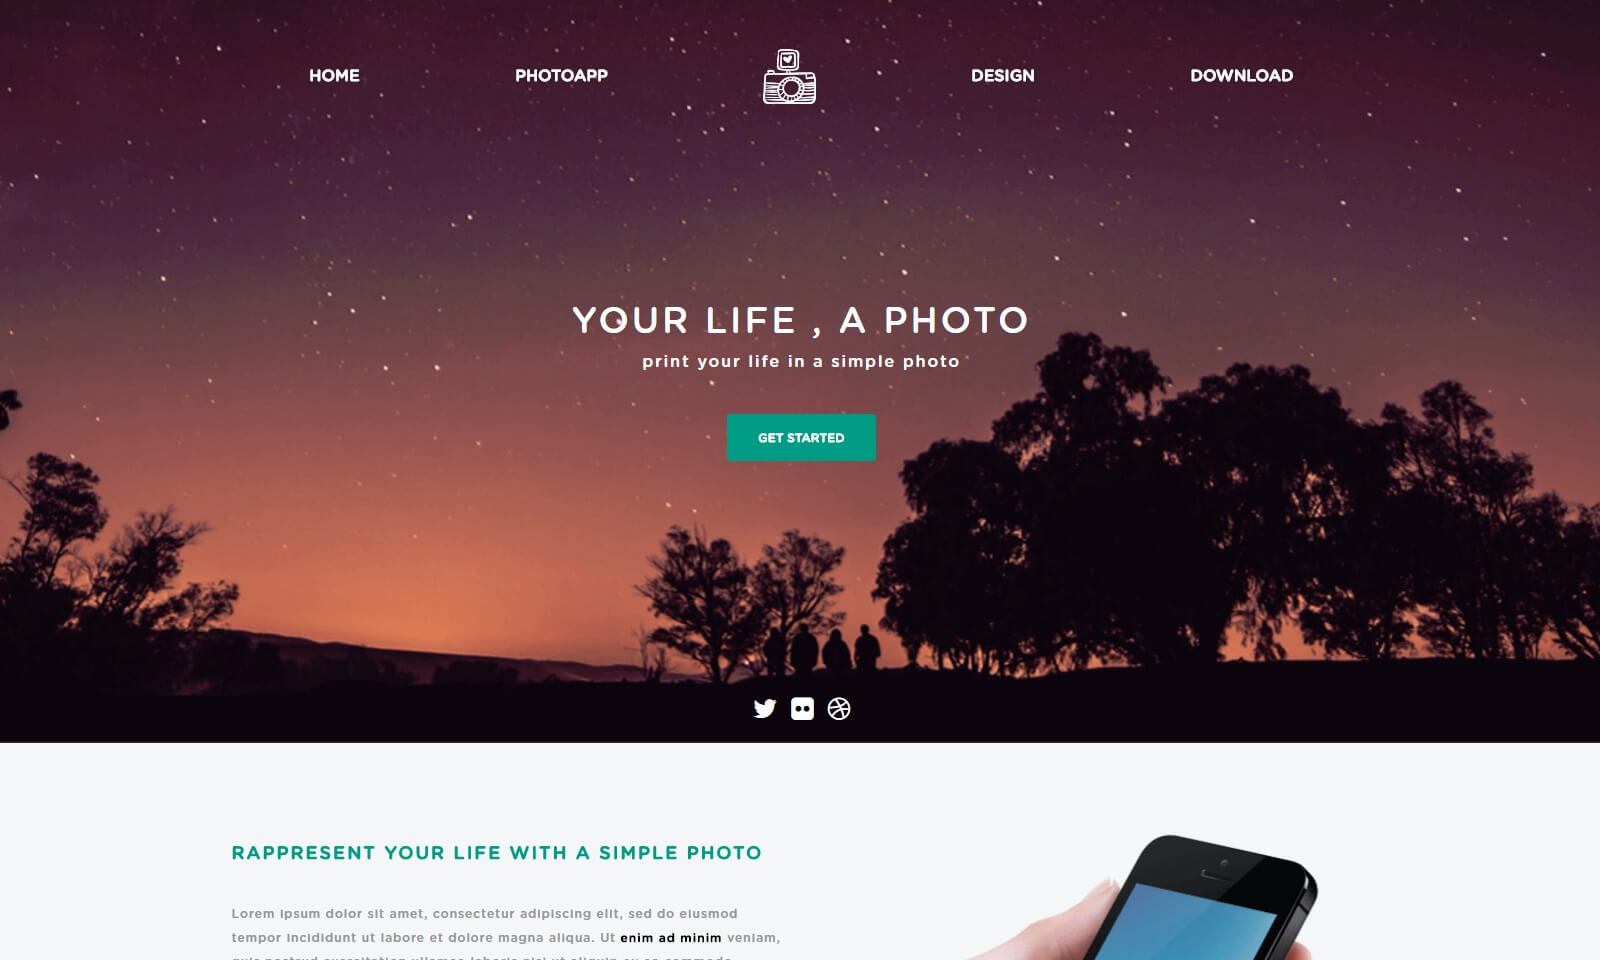 HOME PHOTOAPP DESIGN DOWNLOAD
YOUR LIFE , A PHOTO
print your life in a simple photo
GET STARTED
RAPPRESENT YOUR LIFE WITH A SIMPLE PHOTO
Lorem ipsum dolor sit amet, consectetur adipiscing elit, sed do eiusmod
tempor incididunt ut labore et dolore magna aliqua. Ut enim ad minim veniam,